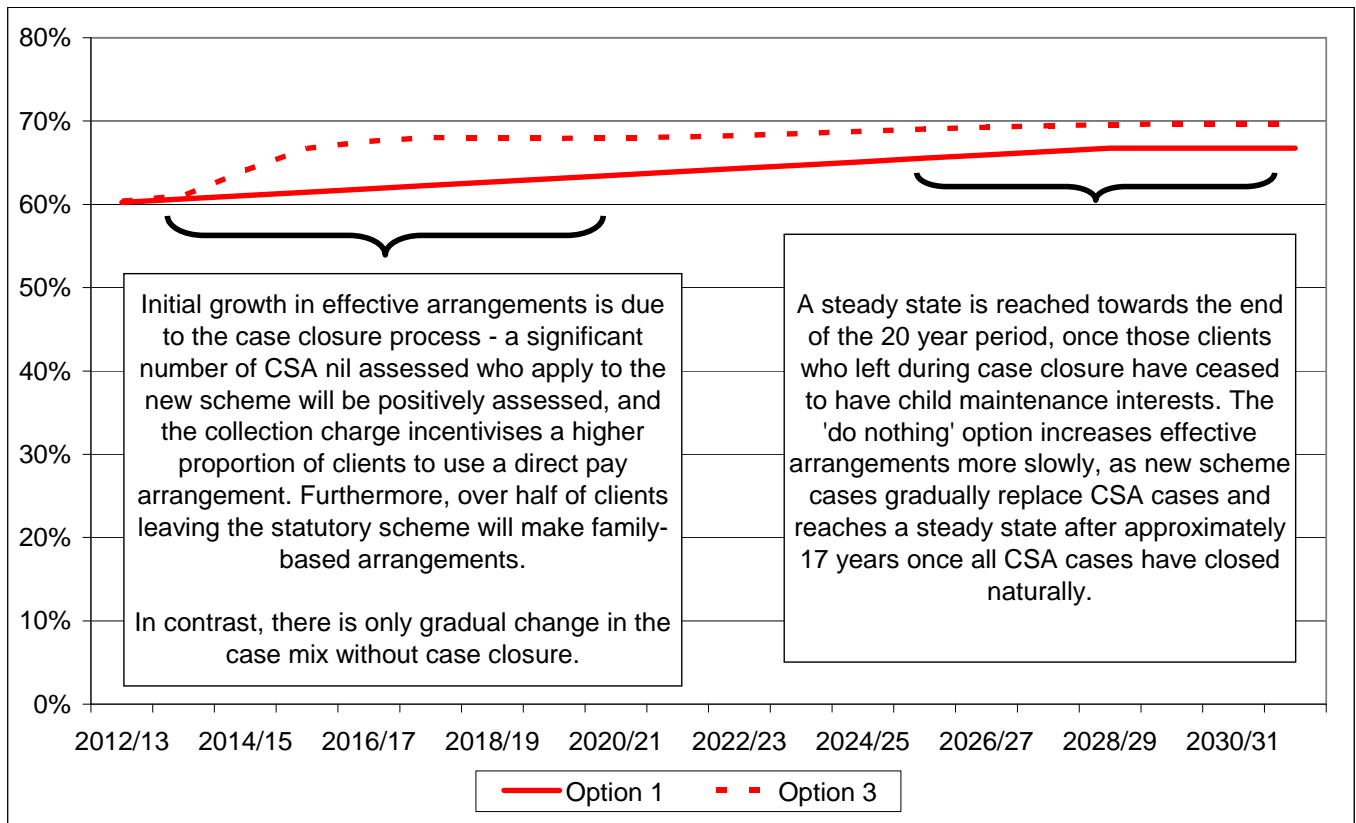 80%
70%
60%
50%
40%
30%
20%
10%
0%
Initial growth in effective arrangements is due
to the case closure process - a significant
number of CSA nil assessed who apply to the
new scheme will be positively assessed, and
the collection charge incentivises a higher
proportion of clients to use a direct pay
arrangement. Furthermore, over half of clients
leaving the statutory scheme will make family-
based arrangements.
In contrast, there is only gradual change in the
case mix without case closure.
A steady state is reached towards the end
of the 20 year period, once those clients
who left during case closure have ceased
to have child maintenance interests. The
'do nothing' option increases effective
arrangements more slowly, as new scheme
cases gradually replace CSA cases and
reaches a steady state after approximately
17 years once all CSA cases have closed
naturally.
2012/13 2014/15 2016/17 2018/19 2020/21 2022/23 2024/25 2026/27 2028/29 2030/31
Option 1 Option 3